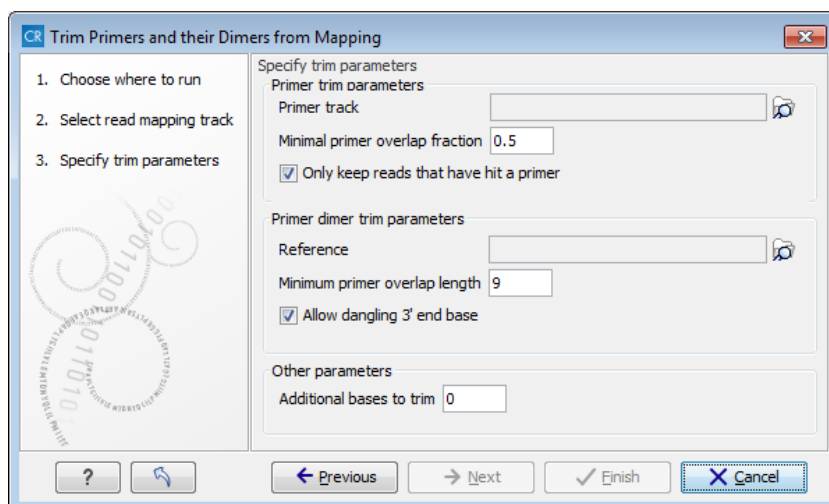 CR Trim Primers and their Dimers from Mapping
1. Choose where to run
2. Select read mapping track
3. Specify trim parameters
Specify trim parameters
Primer trim parameters
Primer track
Minimal primer overlap fraction 0.5
Only keep reads that have hit a primer
Primer dimer trim parameters
Reference
Minimum primer overlap length 9
Allow dangling 3' end base
Other parameters
Additional bases to trim 0
?
Previous
Next
Finish
Cancel